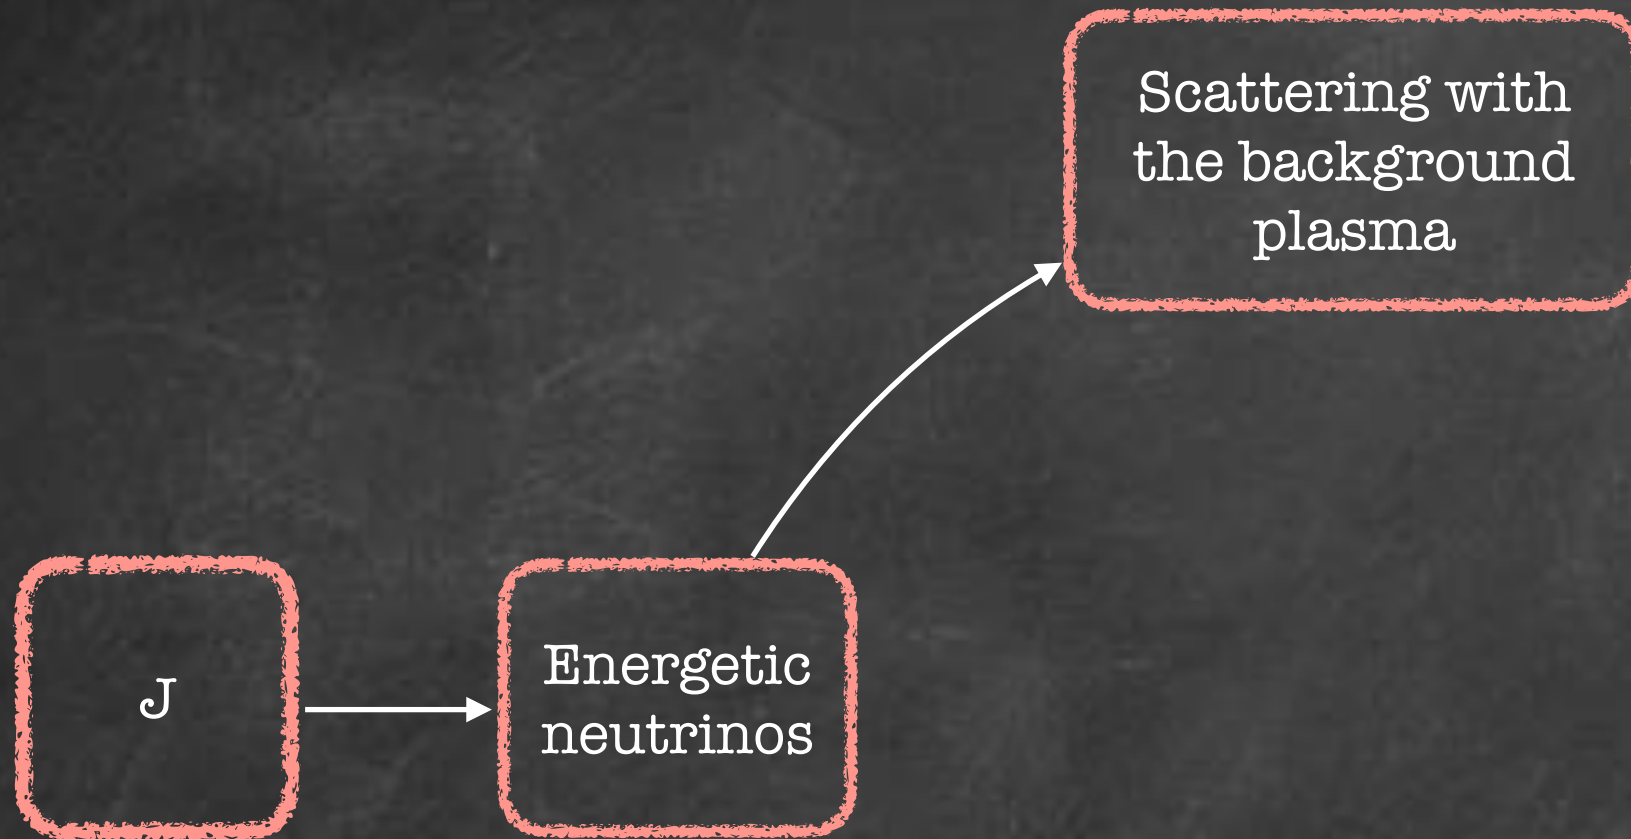 Scattering with
the background
plasma
J
Energetic
neutrinos